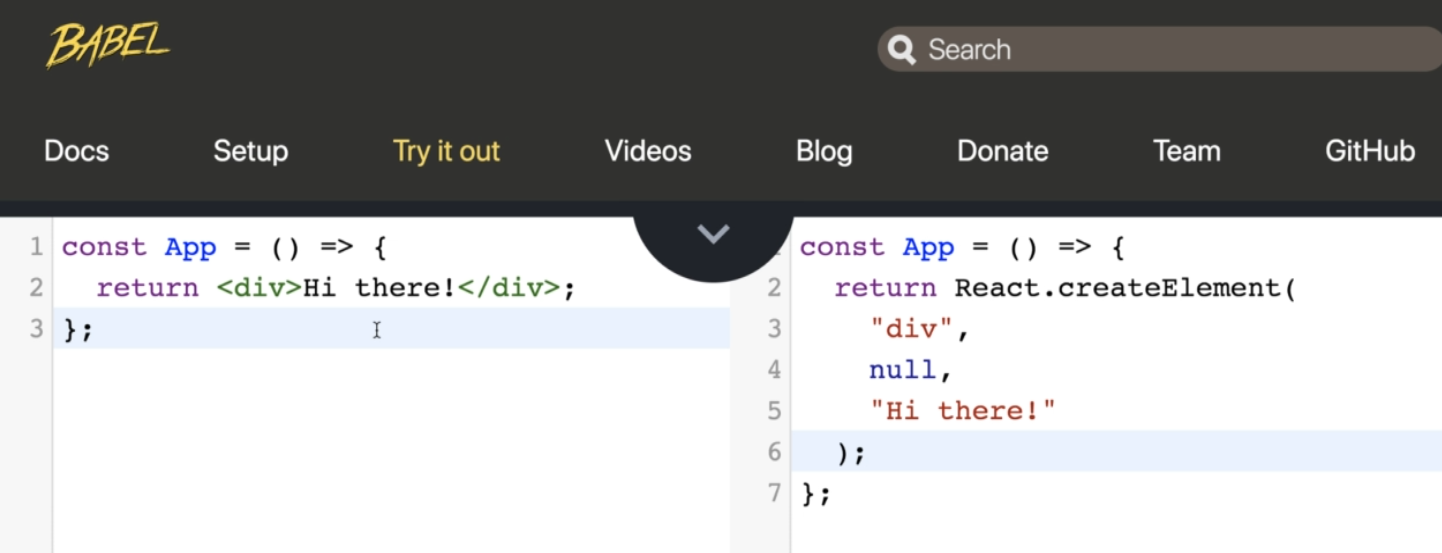 BABEL
Search
Docs Setup Try it out Videos Blog Donate Team GitHub
1 const App = () => {
2 return <div>Hi there!</div>;
3 };
const App = () => {
2 return React.createElement(
3 "div",
4 null,
5 "Hi there!"
6 );
7 };